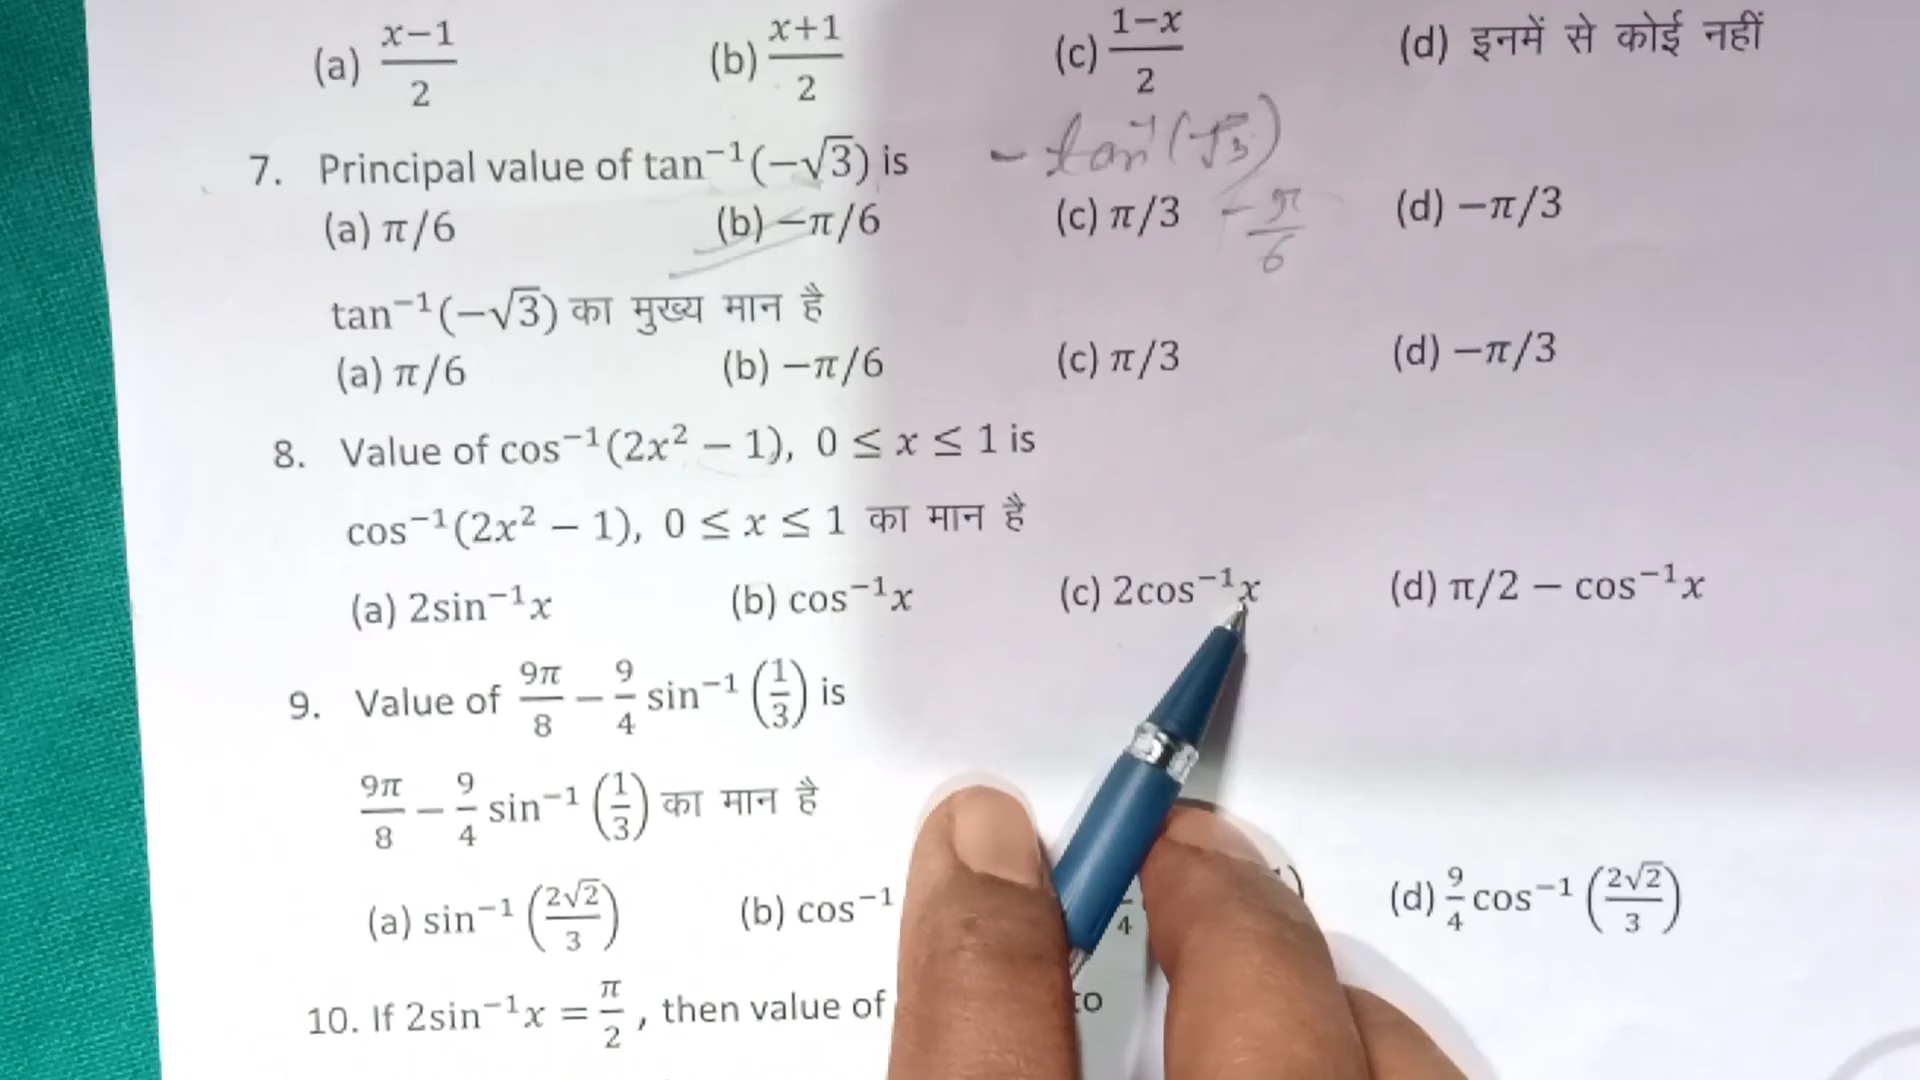 (a) x−1/2 (b) x+1/2 (c) 1−x/2 (d) इनमें से कोई नहीं
7. Principal value of tan⁻¹(−√3) is − tan⁻¹(√3)
(a) π/6 (b) −π/6 (c) π/3 −π/6 (d) −π/3
tan⁻¹(−√3) का मुख्य मान है
(a) π/6 (b) −π/6 (c) π/3 (d) −π/3
8. Value of cos⁻¹(2x² − 1), 0 ≤ x ≤ 1 is
cos⁻¹(2x² − 1), 0 ≤ x ≤ 1 का मान है
(a) 2sin⁻¹x (b) cos⁻¹x (c) 2cos⁻¹x (d) π/2 − cos⁻¹x
9. Value of 9π/8 − 9/4 sin⁻¹(1/3) is
9π/8 − 9/4 sin⁻¹(1/3) का मान है
(a) sin⁻¹(2√2/3) (b) cos⁻¹ (d) 9/4 cos⁻¹(2√2/3)
10. If 2sin⁻¹x = π/2 , then value of